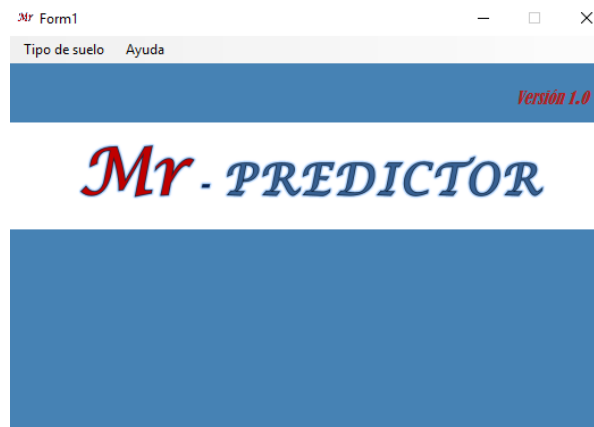 Mr Form1
Tipo de suelo Ayuda
Versión 1.0
Mr - PREDICTOR